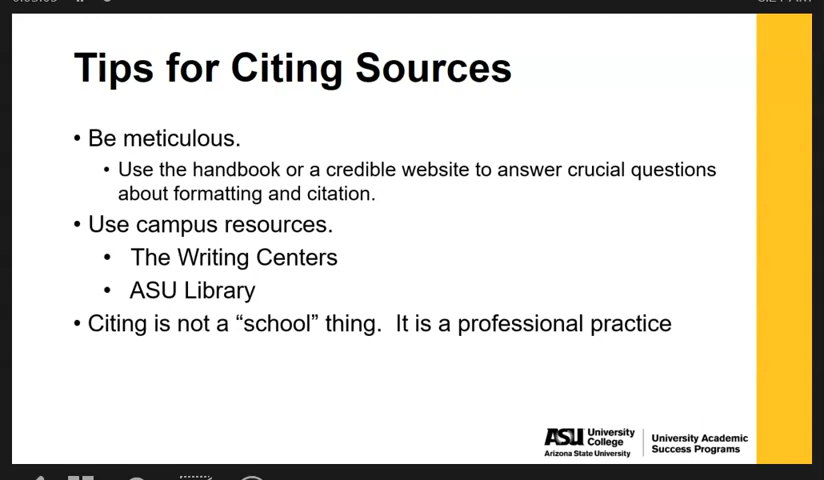 Tips for Citing Sources
• Be meticulous.
• Use the handbook or a credible website to answer crucial questions
about formatting and citation.
• Use campus resources.
• The Writing Centers
• ASU Library
• Citing is not a “school” thing.  It is a professional practice
ASU University
College
Arizona State University
University Academic
Success Programs